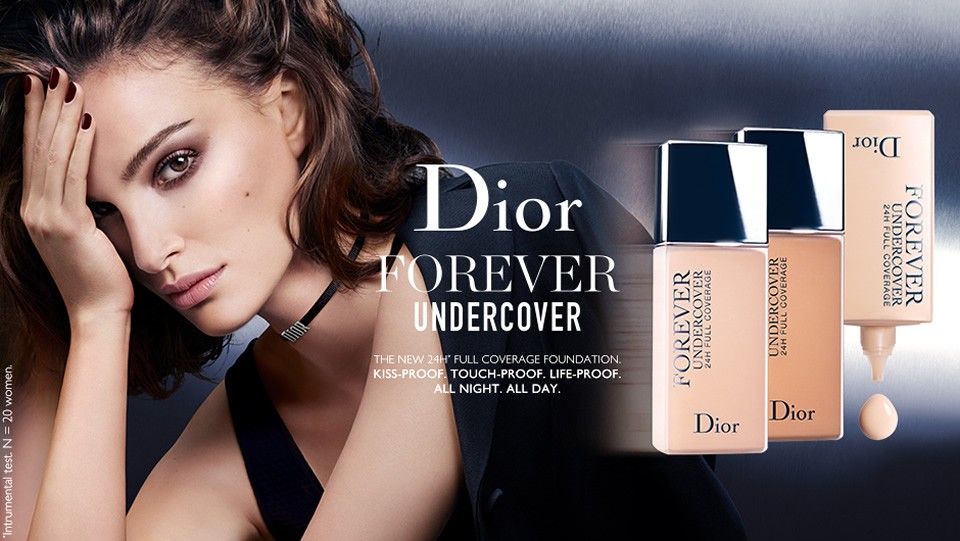 Dior
FOREVER
UNDERCOVER
THE NEW 24H* FULL COVERAGE FOUNDATION.
KISS-PROOF. TOUCH-PROOF. LIFE-PROOF.
ALL NIGHT. ALL DAY.
FOREVER
UNDERCOVER
24H FULL COVERAGE
Dior
UNDERCOVER
24H FULL COVERAGE
Dior
Dior
FOREVER
UNDERCOVER
24H FULL COVERAGE
*Intrumental test. N = 20 women.